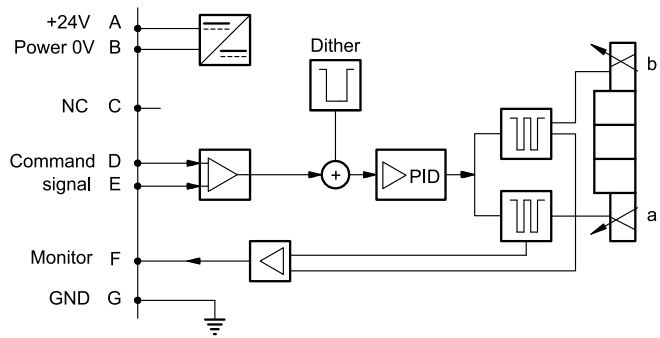 +24V A
Power 0V B
Dither
b
NC C
Command D
signal E
+
PID
a
Monitor F
GND G